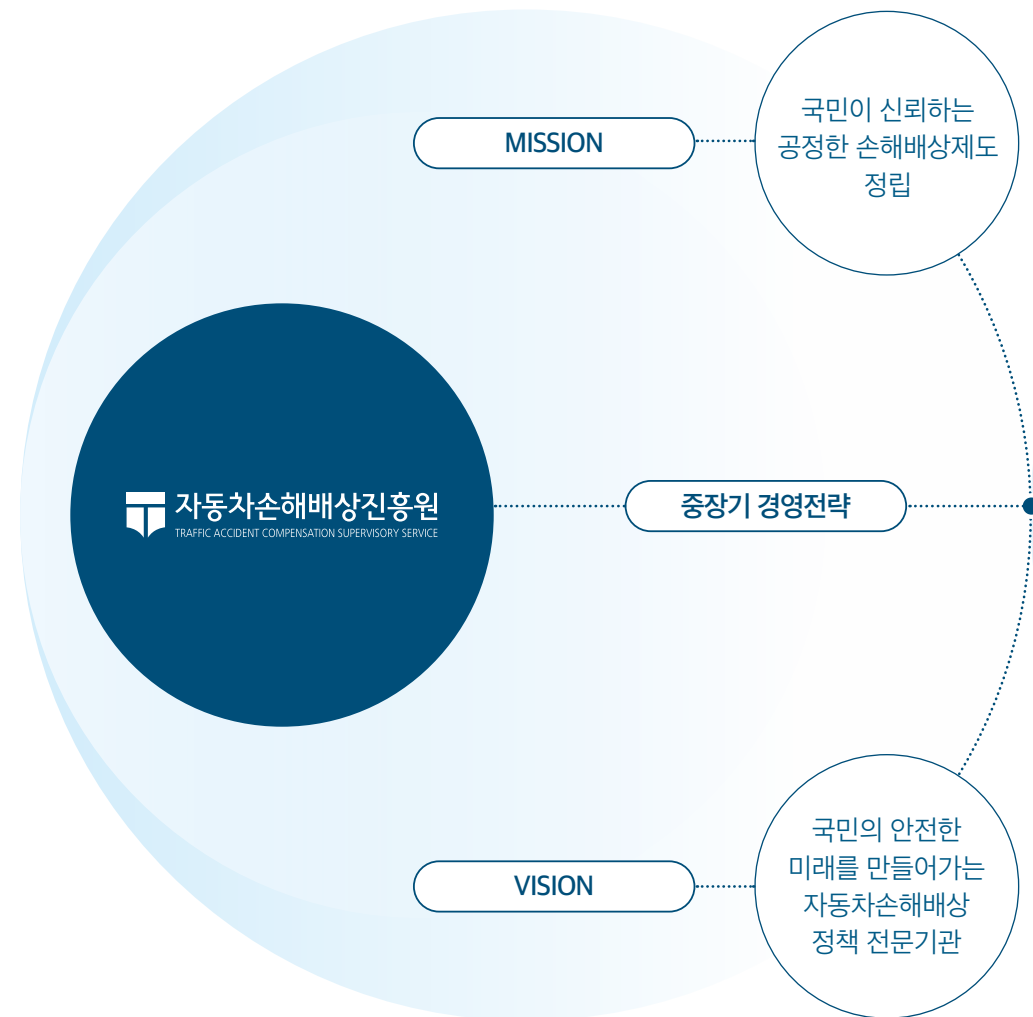 MISSION
국민이 신뢰하는
공정한 손해배상제도
정립
자동차손해배상진흥원
TRAFFIC ACCIDENT COMPENSATION SUPERVISORY SERVICE
중장기 경영전략
VISION
국민의 안전한
미래를 만들어가는
자동차손해배상
정책 전문기관